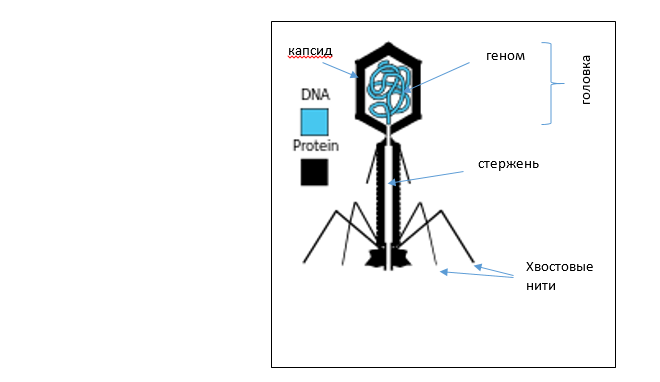 капсид
геном
головка
DNA
Protein
стержень
Хвостовые
нити